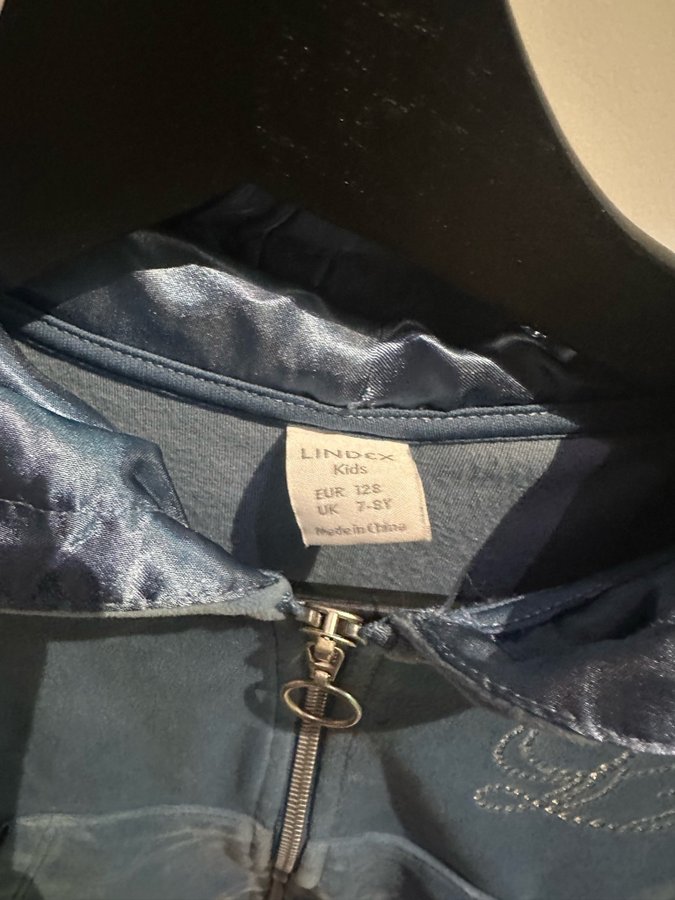 LINDEX
Kids
EUR 128
UK 7-8Y
Made in China